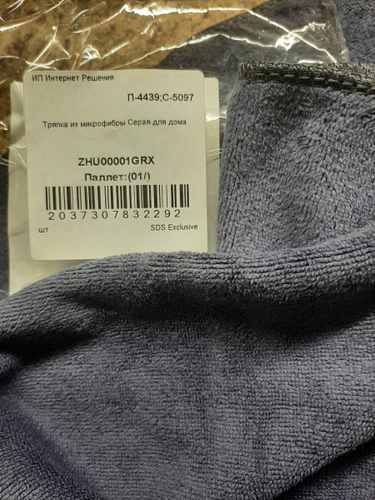 ИП Интернет Решения
П-4439;С-5097
Тряпка из микрофибры Серая для дома
ZHU00001GRX
Паллет:(01/)
2037307832292
шт
SDS Exclusive